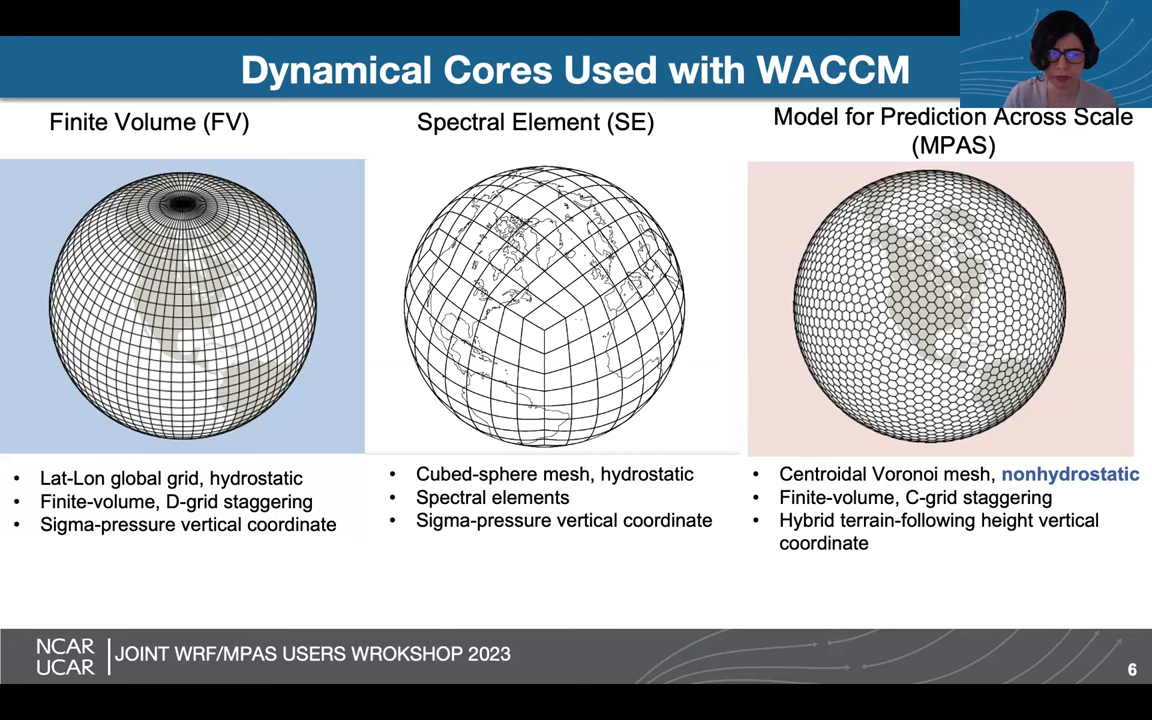 Dynamical Cores Used with WACCM
Finite Volume (FV)
Spectral Element (SE)
Model for Prediction Across Scale
(MPAS)
• Lat-Lon global grid, hydrostatic
• Finite-volume, D-grid staggering
• Sigma-pressure vertical coordinate
• Cubed-sphere mesh, hydrostatic
• Spectral elements
• Sigma-pressure vertical coordinate
• Centroidal Voronoi mesh, nonhydrostatic
• Finite-volume, C-grid staggering
• Hybrid terrain-following height vertical
coordinate
NCAR
UCAR
JOINT WRF/MPAS USERS WROKSHOP 2023
6